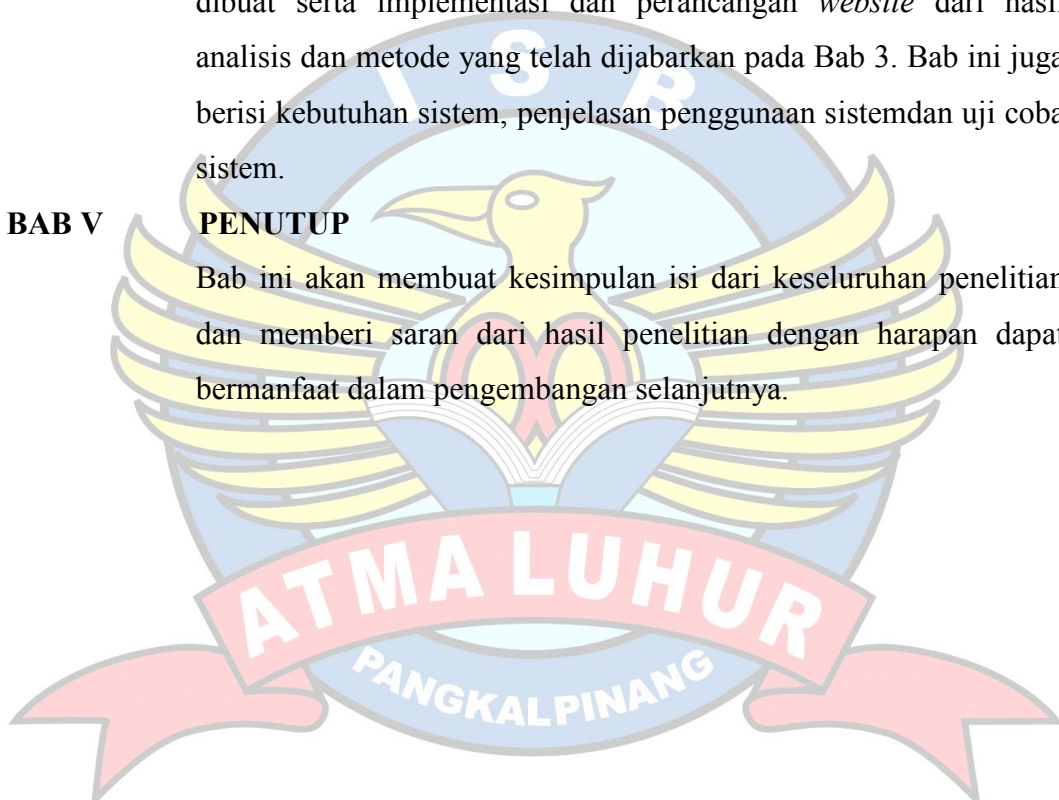 dibuat serta implementasi dan perancangan website dari hasil
analisis dan metode yang telah dijabarkan pada Bab 3. Bab ini juga
berisi kebutuhan sistem, penjelasan penggunaan sistemdan uji coba
sistem.
BAB V PENUTUP
Bab ini akan membuat kesimpulan isi dari keseluruhan penelitian
dan memberi saran dari hasil penelitian dengan harapan dapat
bermanfaat dalam pengembangan selanjutnya.
I S B
ATMA LUHUR
PANGKALPINANG